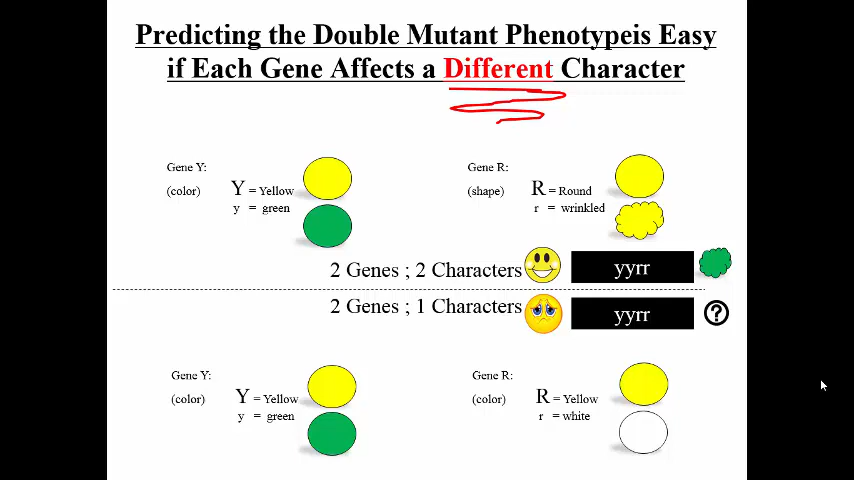 Predicting the Double Mutant Phenotypeis Easy
if Each Gene Affects a Different Character
Gene Y:
(color)
Y = Yellow
y = green
Gene R:
(shape)
R = Round
r = wrinkled
2 Genes ; 2 Characters
yyrr
2 Genes ; 1 Characters
yyrr
?
Gene Y:
(color)
Y = Yellow
y = green
Gene R:
(color)
R = Yellow
r = white